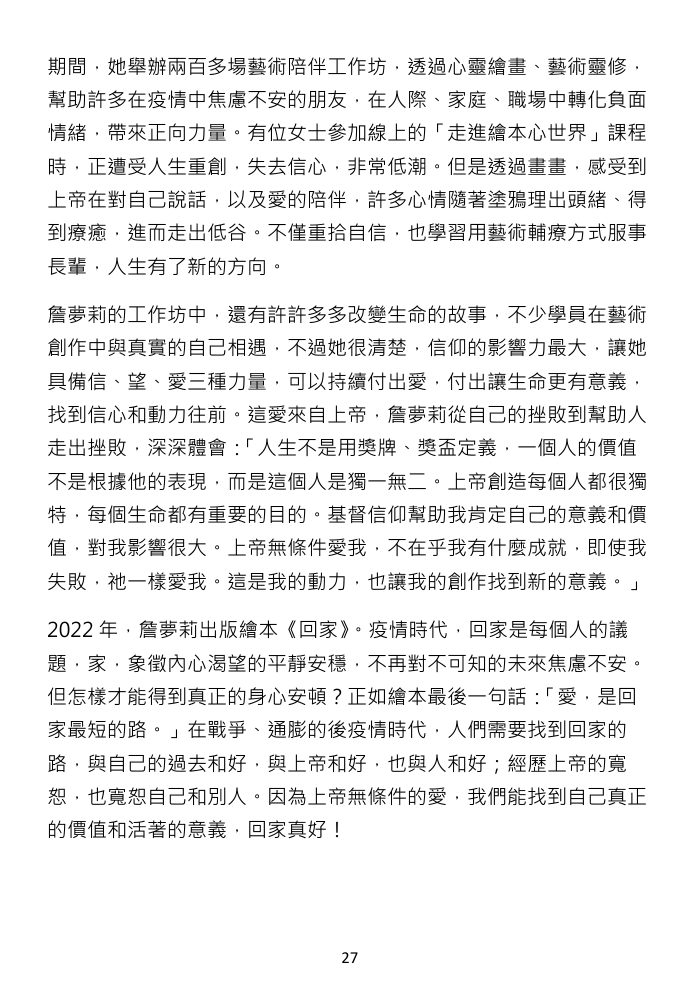 期間，她舉辦兩百多場藝術陪伴工作坊，透過心靈繪畫、藝術靈修，
幫助許多在疫情中焦慮不安的朋友，在人際、家庭、職場中轉化負面
情緒，帶來正向力量。有位女士參加線上的「走進繪本心世界」課程
時，正遭受人生重創，失去信心，非常低潮。但是透過畫畫，感受到
上帝在對自己說話，以及愛的陪伴，許多心情隨著塗鴉理出頭緒、得
到療癒，進而走出低谷。不僅重拾自信，也學習用藝術輔療方式服事
長輩，人生有了新的方向。
詹夢莉的工作坊中，還有許許多多改變生命的故事，不少學員在藝術
創作中與真實的自己相遇，不過她很清楚，信仰的影響力最大，讓她
具備信、望、愛三種力量，可以持續付出愛，付出讓生命更有意義，
找到信心和動力往前。這愛來自上帝，詹夢莉從自己的挫敗到幫助人
走出挫敗，深深體會：「人生不是用獎牌、獎盃定義，一個人的價值
不是根據他的表現，而是這個人是獨一無二。上帝創造每個人都很獨
特，每個生命都有重要的目的。基督信仰幫助我肯定自己的意義和價
值，對我影響很大。上帝無條件愛我，不在乎我有什麼成就，即使我
失敗，祂一樣愛我。這是我的動力，也讓我的創作找到新的意義。」
2022 年，詹夢莉出版繪本《回家》。疫情時代，回家是每個人的議
題，家，象徵內心渴望的平靜安穩，不再對不可知的未來焦慮不安。
但怎樣才能得到真正的身心安頓？正如繪本最後一句話：「愛，是回
家最短的路。」在戰爭、通膨的後疫情時代，人們需要找到回家的
路，與自己的過去和好，與上帝和好，也與人和好；經歷上帝的寬
恕，也寬恕自己和別人。因為上帝無條件的愛，我們能找到自己真正
的價值和活著的意義，回家真好！
27